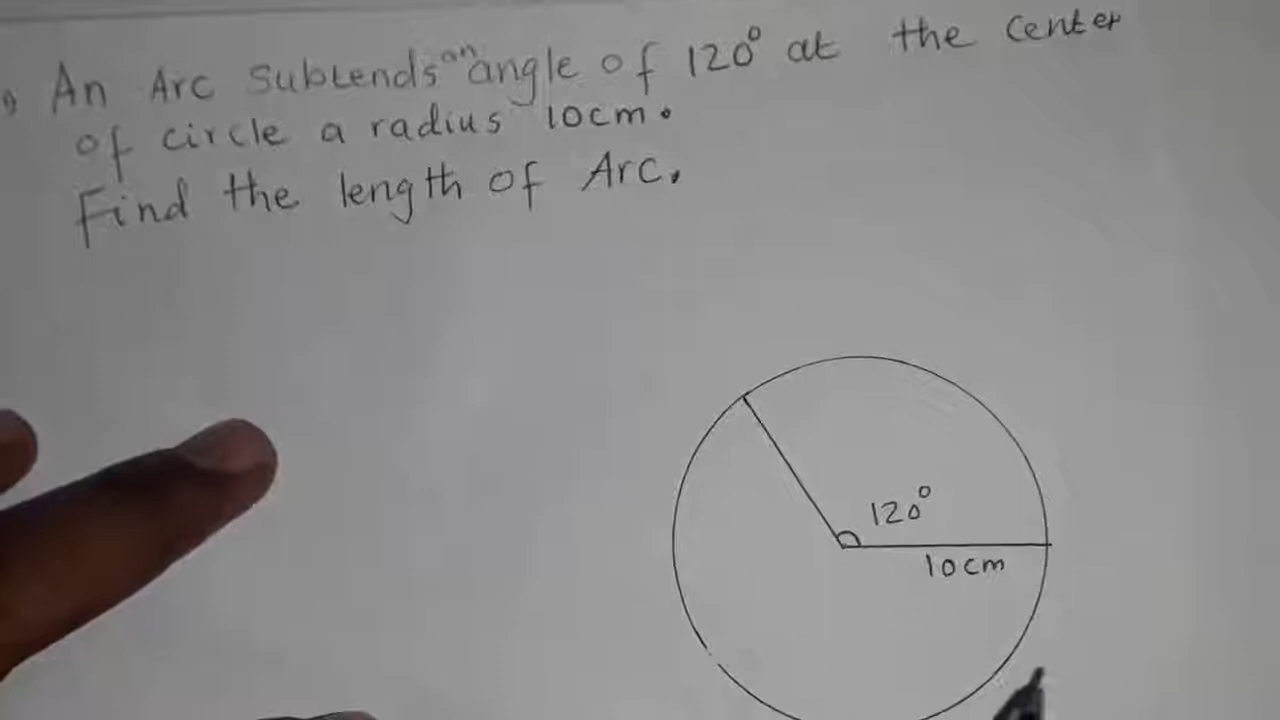 An Arc subtends an angle of 120° at the center
of circle a radius 10cm.
Find the length of Arc.
120°
10cm